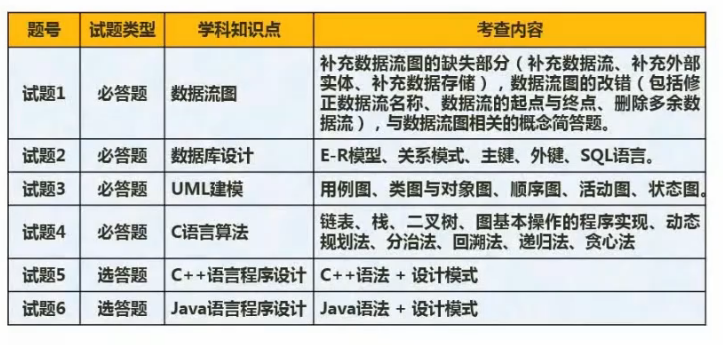 题号 试题类型 学科知识点 考查内容
试题1 必答题 数据流图 补充数据流图的缺失部分（补充数据流、补充外部
实体、补充数据存储），数据流图的改错（包括修
正数据流名称、数据流的起点与终点、删除多余数
据流），与数据流图相关的概念简答题。
试题2 必答题 数据库设计 E-R模型、关系模式、主键、外键、SQL语言。
试题3 必答题 UML建模 用例图、类图与对象图、顺序图、活动图、状态图。
试题4 必答题 C语言算法 链表、栈、二叉树、图基本操作的程序实现、动态
规划法、分治法、回溯法、递归法、贪心法
试题5 选答题 C++语言程序设计 C++语法 + 设计模式
试题6 选答题 Java语言程序设计 Java语法 + 设计模式